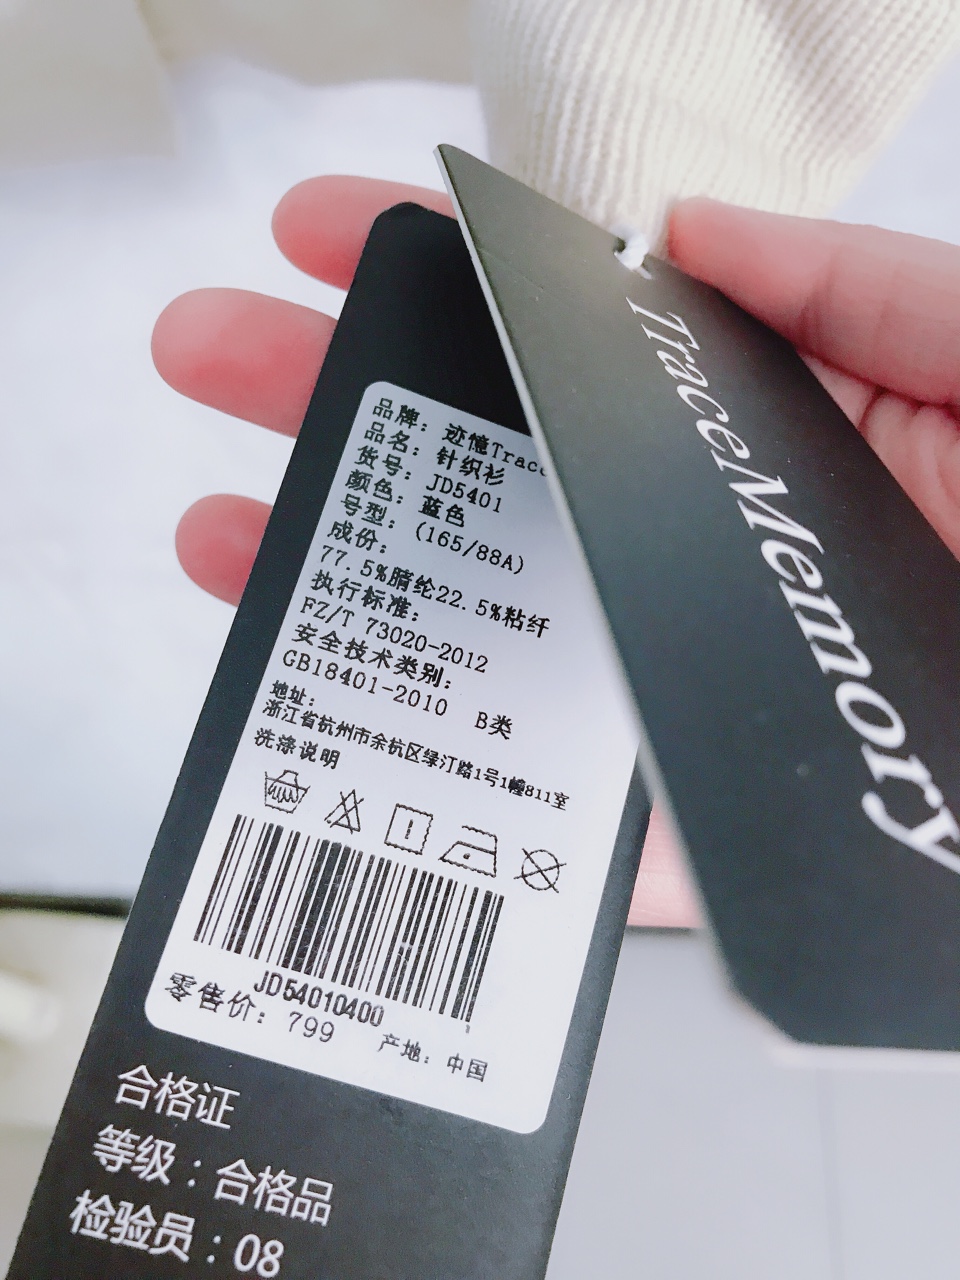 品牌: 迹憶Trace
品名: 针织衫
货号: JD5401
颜色: 蓝色
号型: (165/88A)
成份:
77.5%腈纶22.5%粘纤
执行标准:
FZ/T 73020-2012
安全技术类别:
GB18401-2010 B类
地址:
浙江省杭州市余杭区绿汀路1号1幢811室
洗涤说明
JD54010400
零售价: 799 产地: 中国
合格证
等级：合格品
检验员：08
TraceMemory